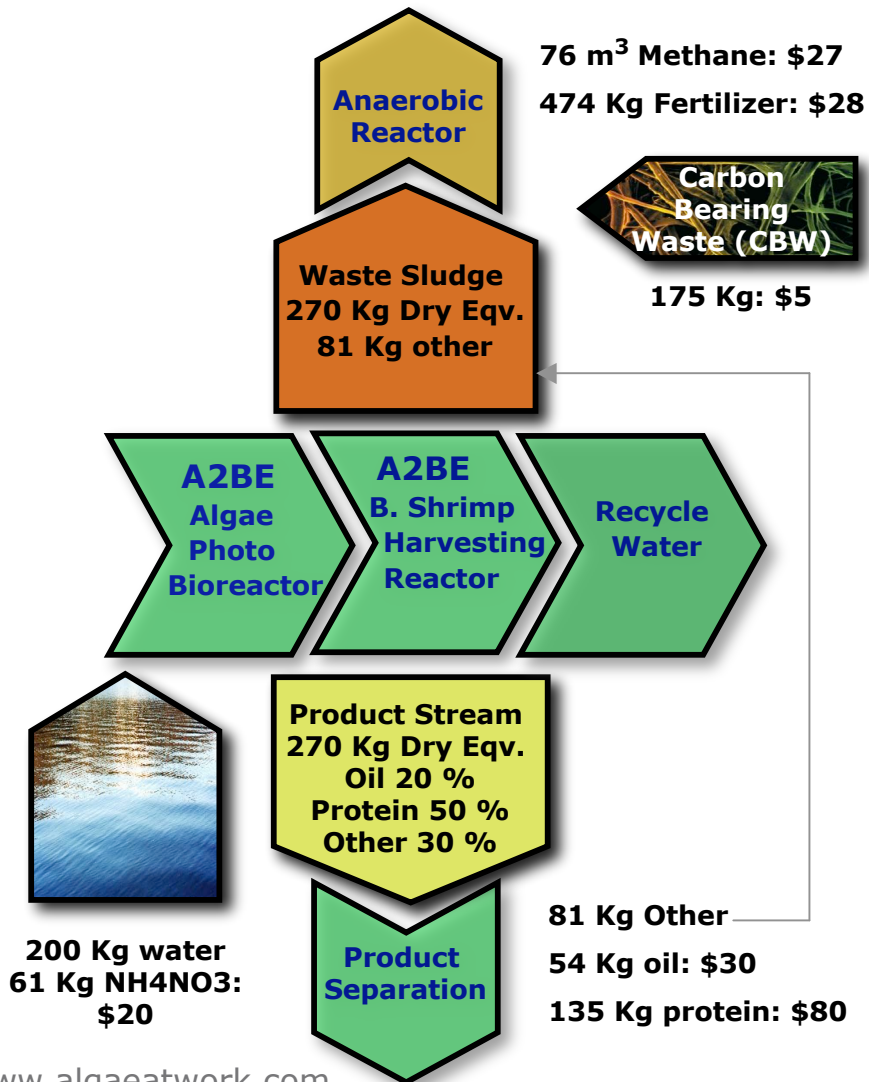 Anaerobic
Reactor
76 m³ Methane: $27
474 Kg Fertilizer: $28
Carbon
Bearing
Waste (CBW)
175 Kg: $5
Waste Sludge
270 Kg Dry Eqv.
81 Kg other
A2BE
Algae
Photo
Bioreactor
A2BE
B. Shrimp
Harvesting
Reactor
Recycle
Water
Product Stream
270 Kg Dry Eqv.
Oil 20 %
Protein 50 %
Other 30 %
200 Kg water
61 Kg NH4NO3:
$20
Product
Separation
81 Kg Other
54 Kg oil: $30
135 Kg protein: $80
ww.algaeatwork.com